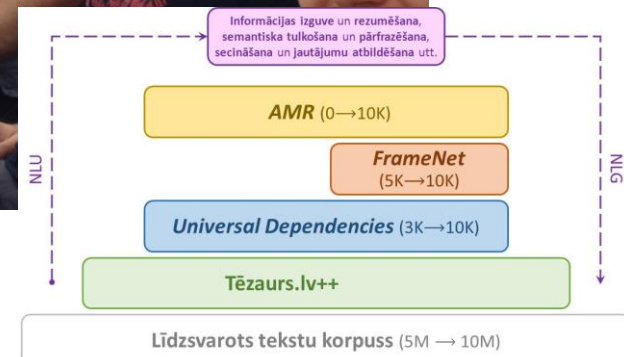 Informācijas izguve un rezumēšana,
semantiska tulkošana un pārfrazēšana,
secināšana un jautājumu atbildēšana utt.
AMR (0⟶10K)
FrameNet
(5K⟶10K)
NLU
NLG
Universal Dependencies (3K⟶10K)
Tēzaurs.lv++
Līdzsvarots tekstu korpuss (5M ⟶ 10M)